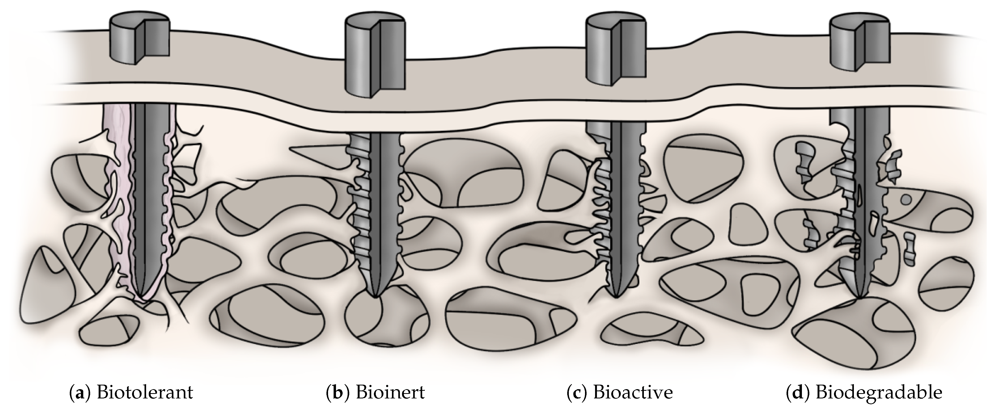 (a) Biotolerant (b) Bioinert (c) Bioactive (d) Biodegradable